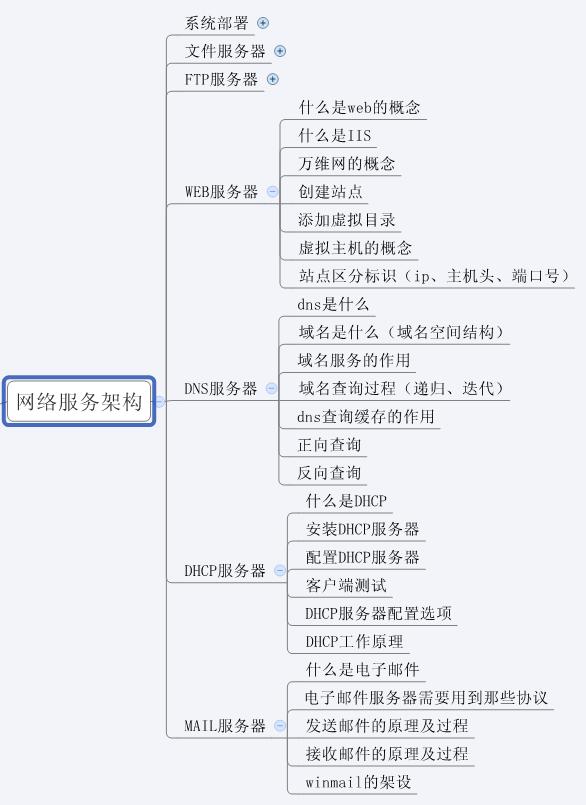 系统部署
文件服务器
FTP服务器
什么是web的概念
什么是IIS
万维网的概念
WEB服务器
创建站点
添加虚拟目录
虚拟主机的概念
站点区分标识（ip、主机头、端口号）
dns是什么
域名是什么（域名空间结构）
域名服务的作用
DNS服务器
域名查询过程（递归、迭代）
网络服务架构
dns查询缓存的作用
正向查询
反向查询
什么是DHCP
安装DHCP服务器
配置DHCP服务器
DHCP服务器
客户端测试
DHCP服务器配置选项
DHCP工作原理
什么是电子邮件
电子邮件服务器需要用到那些协议
MAIL服务器
发送邮件的原理及过程
接收邮件的原理及过程
winmail的架设